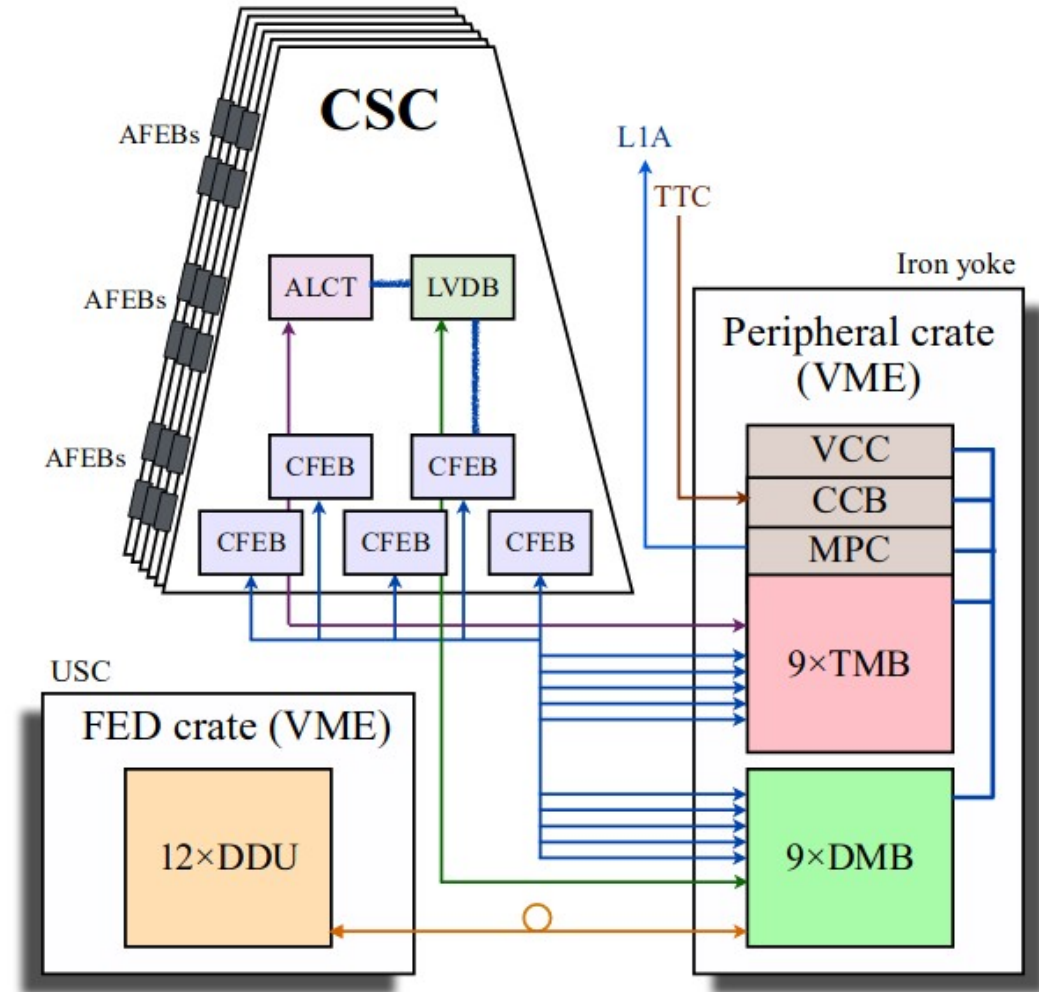 CSC
AFEBs
L1A
TTC
Iron yoke
ALCT
LVDB
AFEBs
Peripheral crate
(VME)
CFEB
CFEB
VCC
AFEBs
CCB
CFEB
CFEB
CFEB
MPC
9×TMB
USC
FED crate (VME)
12×DDU
9×DMB